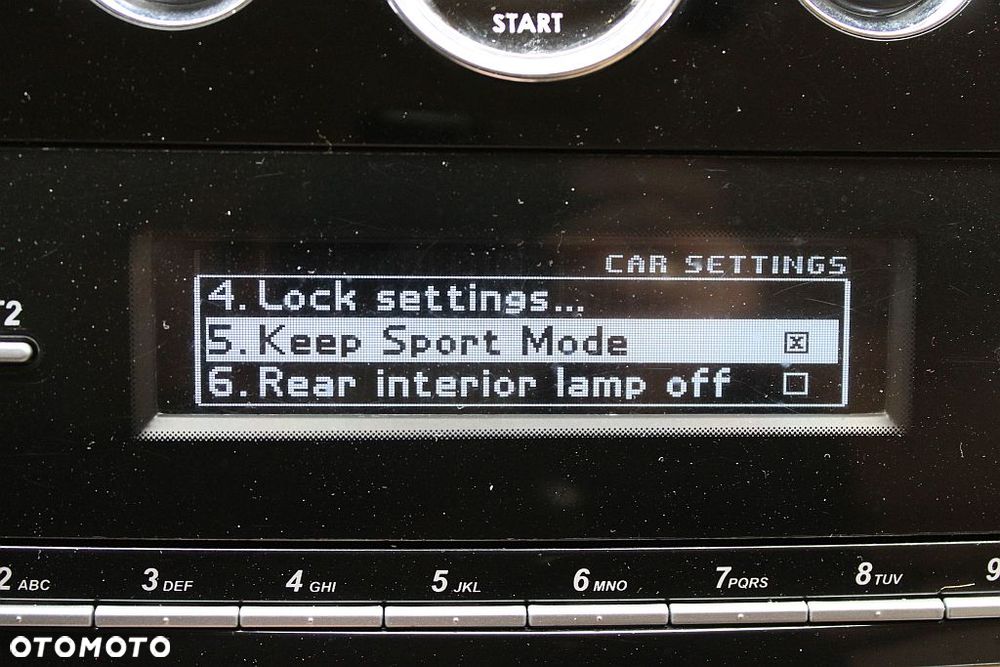 START
CAR SETTINGS
4. Lock settings...
5. Keep Sport Mode
6. Rear interior lamp off
2 ABC 3 DEF 4 GHI 5 JKL 6 MNO 7 PQRS 8 TUV 9
OTOMOTO